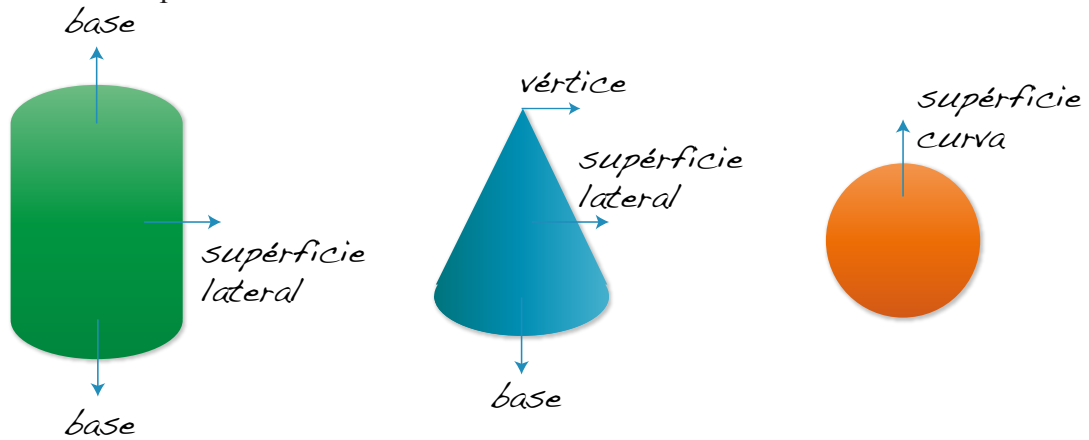 base
supérficie
lateral
base
vértice
supérficie
lateral
base
supérficie
curva